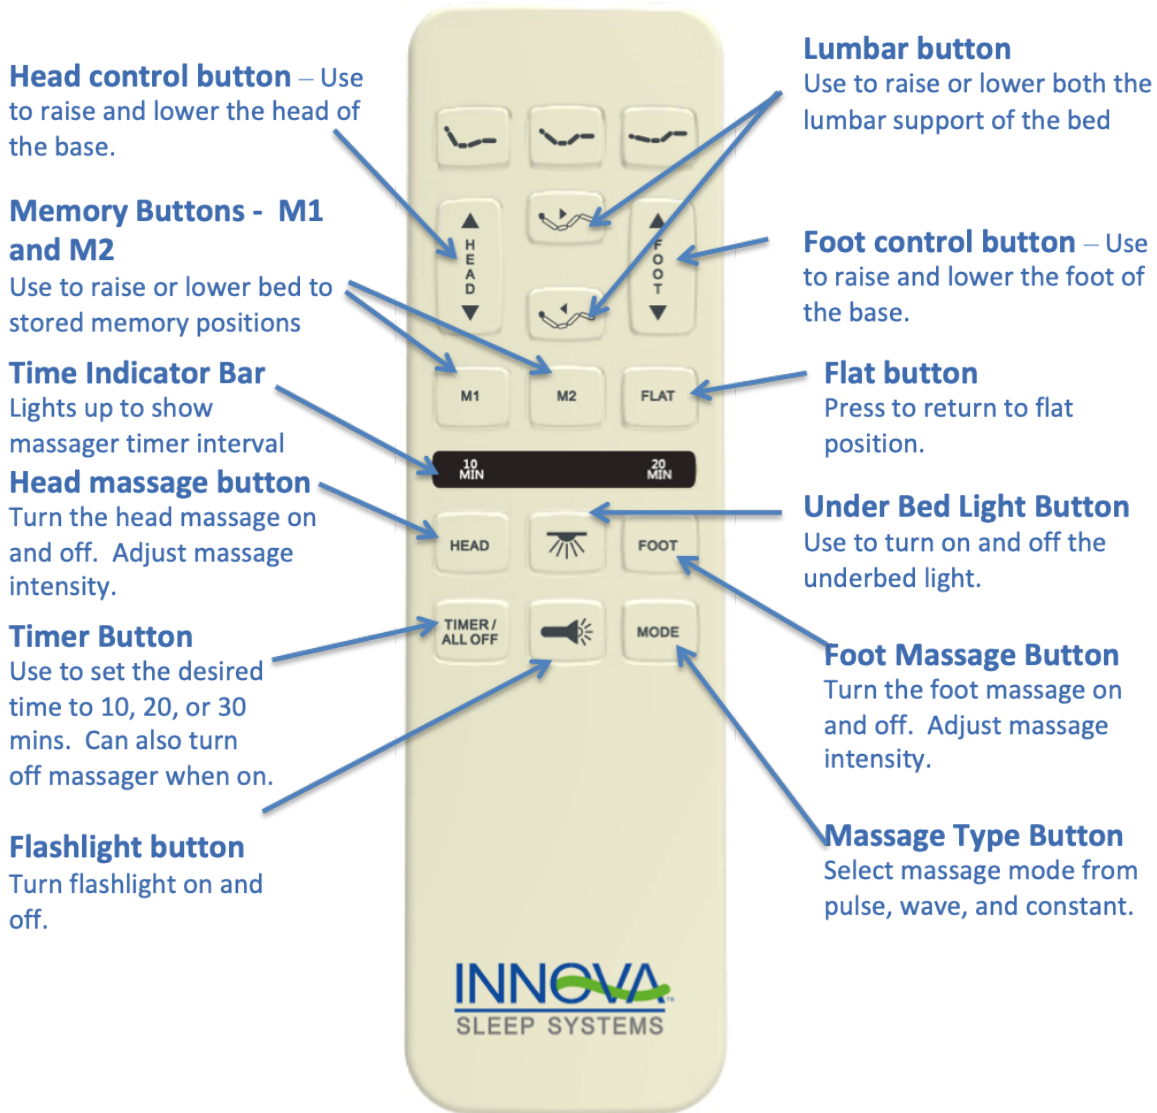 Head control button – Use
to raise and lower the head of
the base.
Memory Buttons - M1
and M2
Use to raise or lower bed to
stored memory positions
Time Indicator Bar
Lights up to show
massager timer interval
Head massage button
Turn the head massage on
and off. Adjust massage
intensity.
Timer Button
Use to set the desired
time to 10, 20, or 30
mins. Can also turn
off massager when on.
Flashlight button
Turn flashlight on and
off.
HEAD
FOOT
M1
M2
FLAT
10
MIN
20
MIN
HEAD
FOOT
TIMER /
ALL OFF
MODE
INNOVA™
SLEEP SYSTEMS
Lumbar button
Use to raise or lower both the
lumbar support of the bed
Foot control button – Use
to raise and lower the foot of
the base.
Flat button
Press to return to flat
position.
Under Bed Light Button
Use to turn on and off the
underbed light.
Foot Massage Button
Turn the foot massage on
and off. Adjust massage
intensity.
Massage Type Button
Select massage mode from
pulse, wave, and constant.